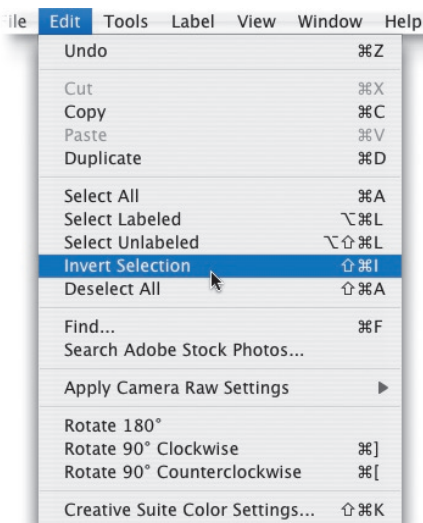 ile Edit Tools Label View Window Help
Undo ⌘Z
Cut ⌘X
Copy ⌘C
Paste ⌘V
Duplicate ⌘D
Select All ⌘A
Select Labeled ⌥⌘L
Select Unlabeled ⌥⇧⌘L
Invert Selection ⇧⌘I
Deselect All ⇧⌘A
Find... ⌘F
Search Adobe Stock Photos...
Apply Camera Raw Settings ▶
Rotate 180°
Rotate 90° Clockwise ⌘]
Rotate 90° Counterclockwise ⌘[
Creative Suite Color Settings... ⇧⌘K